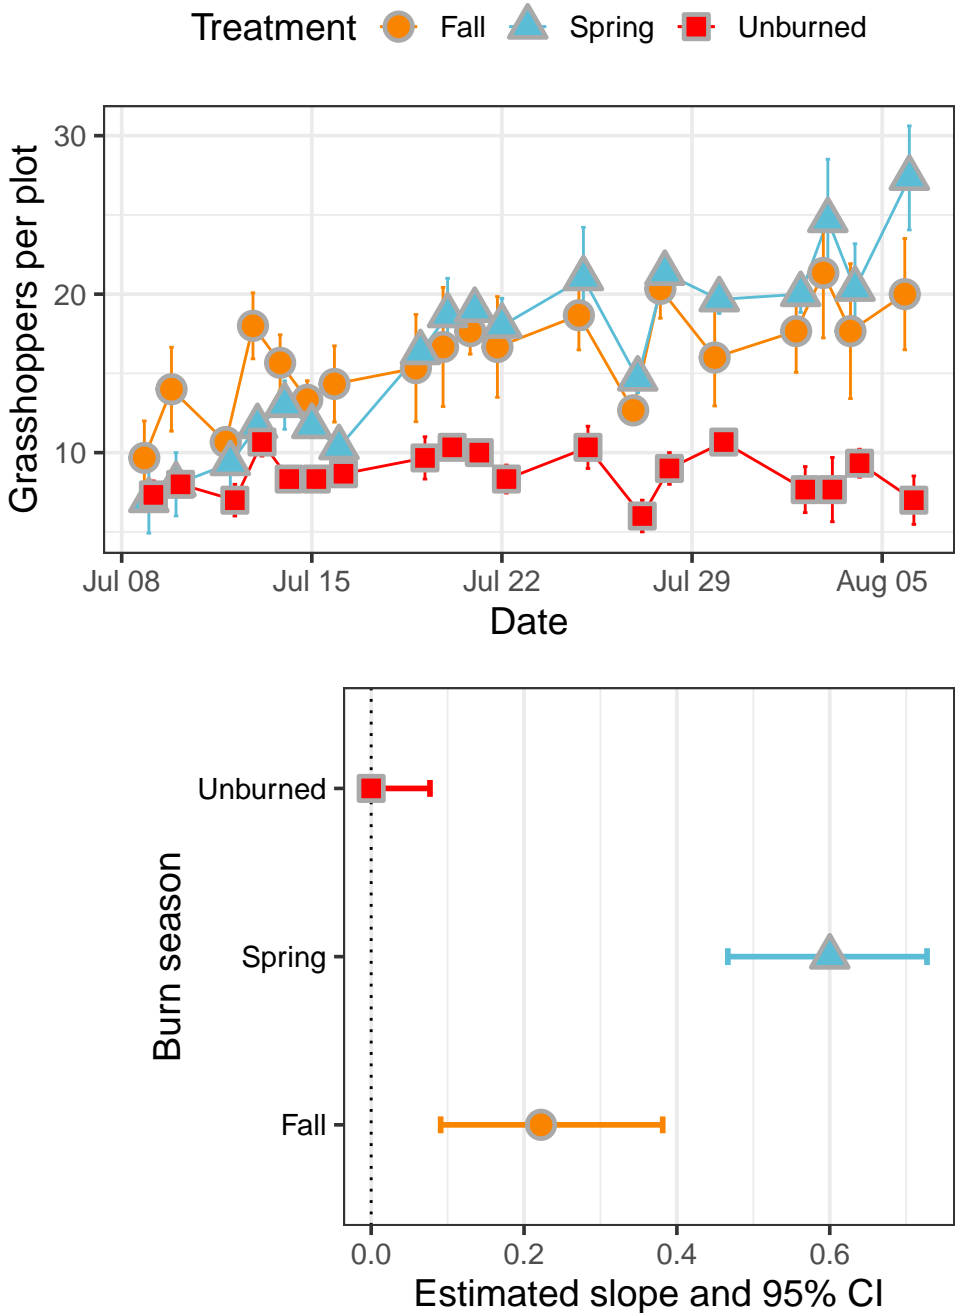 Treatment Fall Spring Unburned
Grasshoppers per plot
30
20
10
Jul 08 Jul 15 Jul 22 Jul 29 Aug 05
Date
Burn season
Unburned
Spring
Fall
0.0 0.2 0.4 0.6
Estimated slope and 95% CI